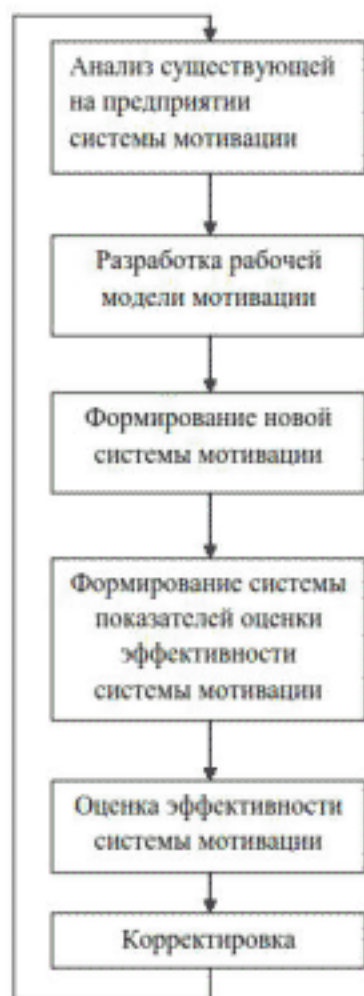 Анализ существующей
на предприятии
системы мотивации
Разработка рабочей
модели мотивации
Формирование новой
системы мотивации
Формирование системы
показателей оценки
эффективности
системы мотивации
Оценка эффективности
системы мотивации
Корректировка